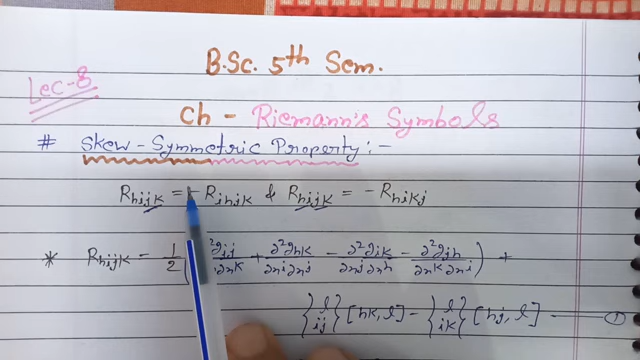 Lec-8
B.Sc. 5th Sem.
Ch - Riemann's Symbols
# Skew-Symmetric Property:-
R_hijk = - R_ihjk & R_hijk = - R_hikj
* R_hijk = 1/2 ( ∂²g_ij/∂x^h∂x^k + ∂²g_hk/∂x^i∂x^j - ∂²g_ik/∂x^j∂x^h - ∂²g_jh/∂x^k∂x^i ) +
{l ij} [hk, l] - {l ik} [hj, l] —— ①